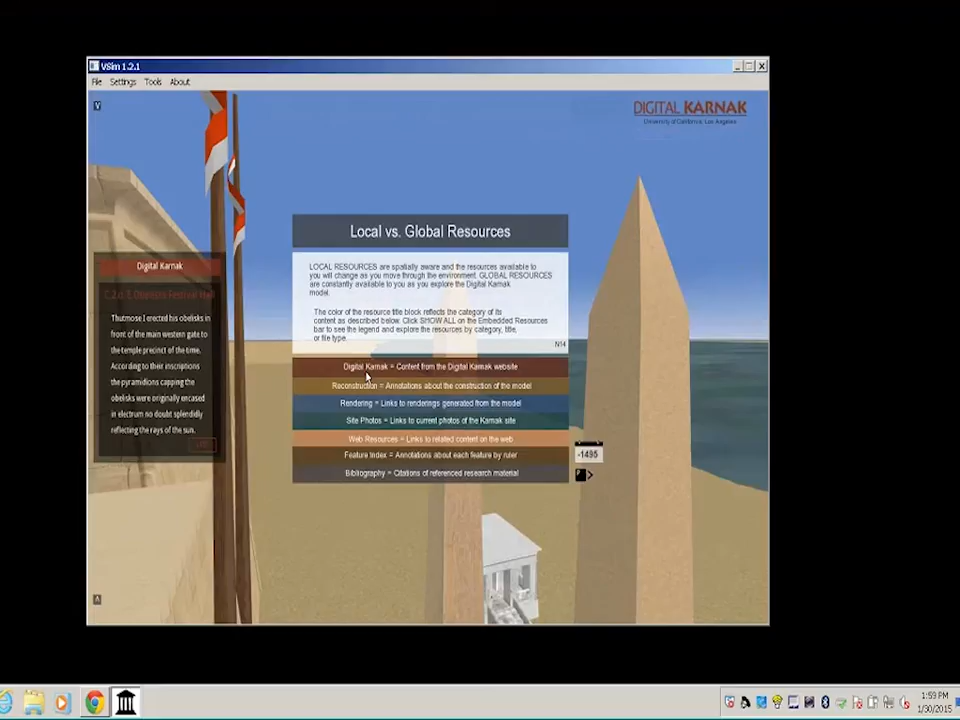 VSim 1.2.1
File Settings Tools About
V
DIGITAL KARNAK
University of California, Los Angeles
Local vs. Global Resources
LOCAL RESOURCES are spatially aware and the resources available to
you will change as you move through the environment. GLOBAL RESOURCES
are constantly available to you as you explore the Digital Karnak
model.
The color of the resource title block reflects the category of its
content as described below. Click SHOW ALL on the Embedded Resources
bar to see the legend and explore the resources by category, title,
or file type.
N14
Digital Karnak = Content from the Digital Karnak website
Reconstruction = Annotations about the construction of the model
Rendering = Links to renderings generated from the model
Site Photos = Links to current photos of the Karnak site
Web Resources = Links to related content on the web
Feature Index = Annotations about each feature by ruler
Bibliography = Citations of referenced research material
Digital Karnak
Festival Hall
Thutmose I erected his obelisks in
front of the main western gate to
the temple precinct of the time.
According to their inscriptions
the pyramidions capping the
obelisks were originally encased
in electrum no doubt splendidly
reflecting the rays of the sun.
-1495
1:59 PM
1/30/2015